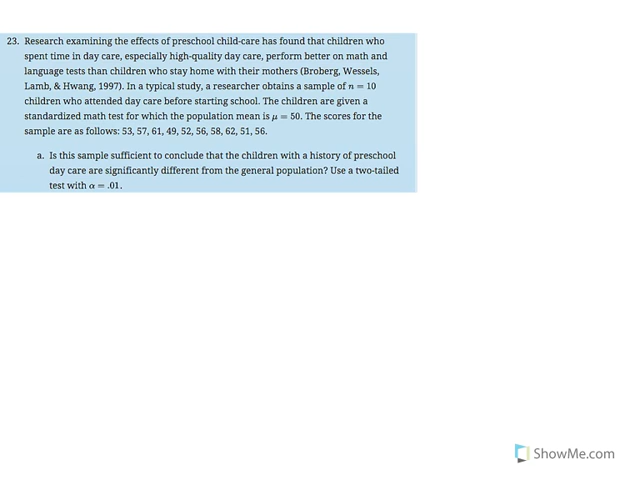 23. Research examining the effects of preschool child-care has found that children who
spent time in day care, especially high-quality day care, perform better on math and
language tests than children who stay home with their mothers (Broberg, Wessels,
Lamb, & Hwang, 1997). In a typical study, a researcher obtains a sample of n = 10
children who attended day care before starting school. The children are given a
standardized math test for which the population mean is μ = 50. The scores for the
sample are as follows: 53, 57, 61, 49, 52, 56, 58, 62, 51, 56.
a. Is this sample sufficient to conclude that the children with a history of preschool
day care are significantly different from the general population? Use a two-tailed
test with α = .01.
ShowMe.com